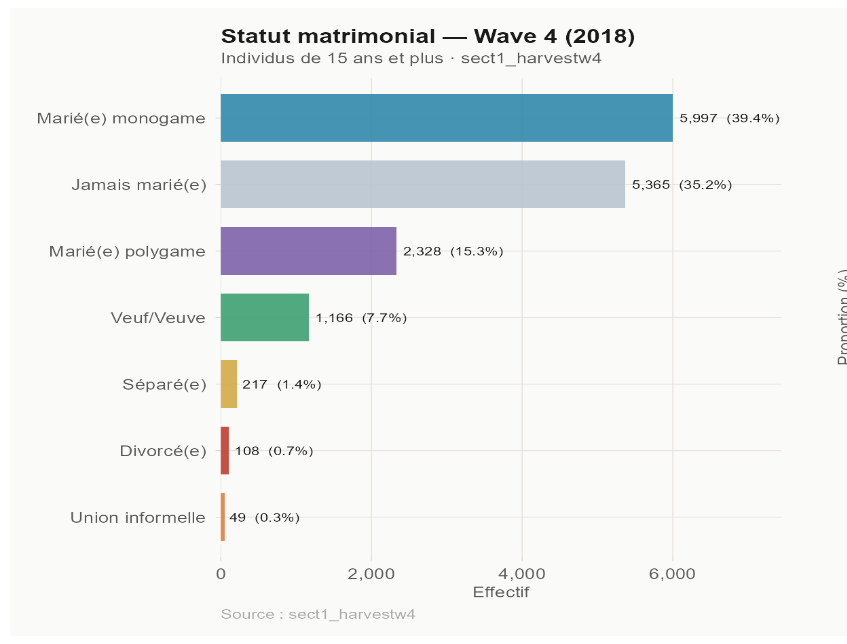 Statut matrimonial — Wave 4 (2018)
Individus de 15 ans et plus · sect1_harvestw4
Marié(e) monogame
5,997 (39.4%)
Jamais marié(e)
5,365 (35.2%)
Marié(e) polygame
2,328 (15.3%)
Veuf/Veuve
1,166 (7.7%)
Séparé(e)
217 (1.4%)
Divorcé(e)
108 (0.7%)
Union informelle
49 (0.3%)
0
2,000
4,000
6,000
Effectif
Source : sect1_harvestw4
Proportion (%)